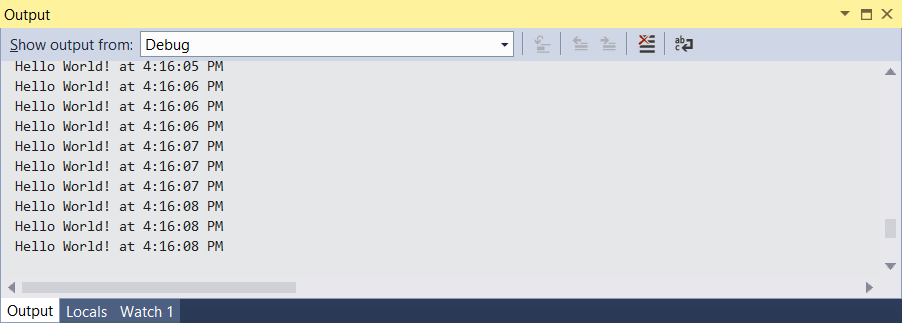 Output
Show output from: Debug
Hello World! at 4:16:05 PM
Hello World! at 4:16:06 PM
Hello World! at 4:16:06 PM
Hello World! at 4:16:06 PM
Hello World! at 4:16:07 PM
Hello World! at 4:16:07 PM
Hello World! at 4:16:07 PM
Hello World! at 4:16:08 PM
Hello World! at 4:16:08 PM
Hello World! at 4:16:08 PM
Output Locals Watch 1